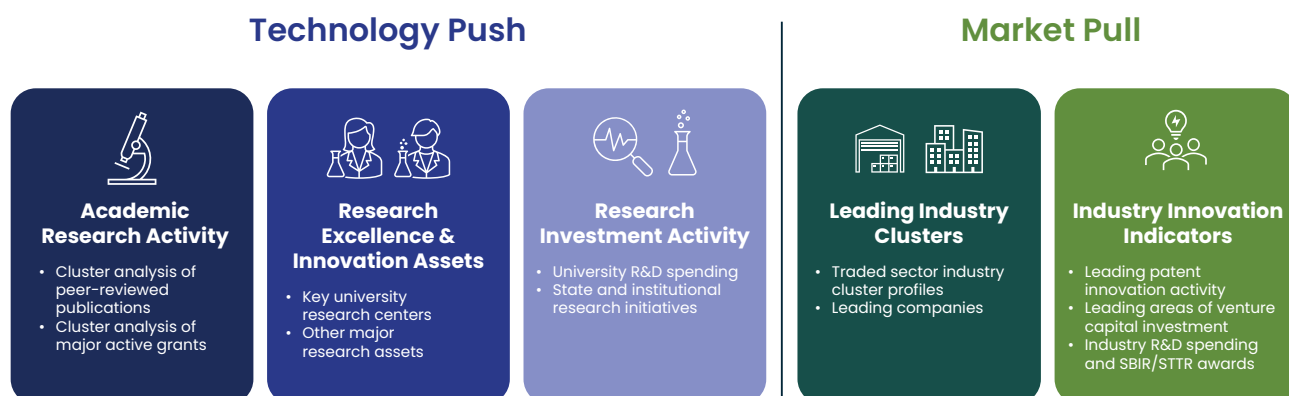 Technology Push
Market Pull
Academic
Research Activity
• Cluster analysis of
peer-reviewed
publications
• Cluster analysis of
major active grants
Research
Excellence &
Innovation Assets
• Key university
research centers
• Other major
research assets
Research
Investment Activity
• University R&D spending
• State and institutional
research initiatives
Leading Industry
Clusters
• Traded sector industry
cluster profiles
• Leading companies
Industry Innovation
Indicators
• Leading patent
innovation activity
• Leading areas of venture
capital investment
• Industry R&D spending
and SBIR/STTR awards